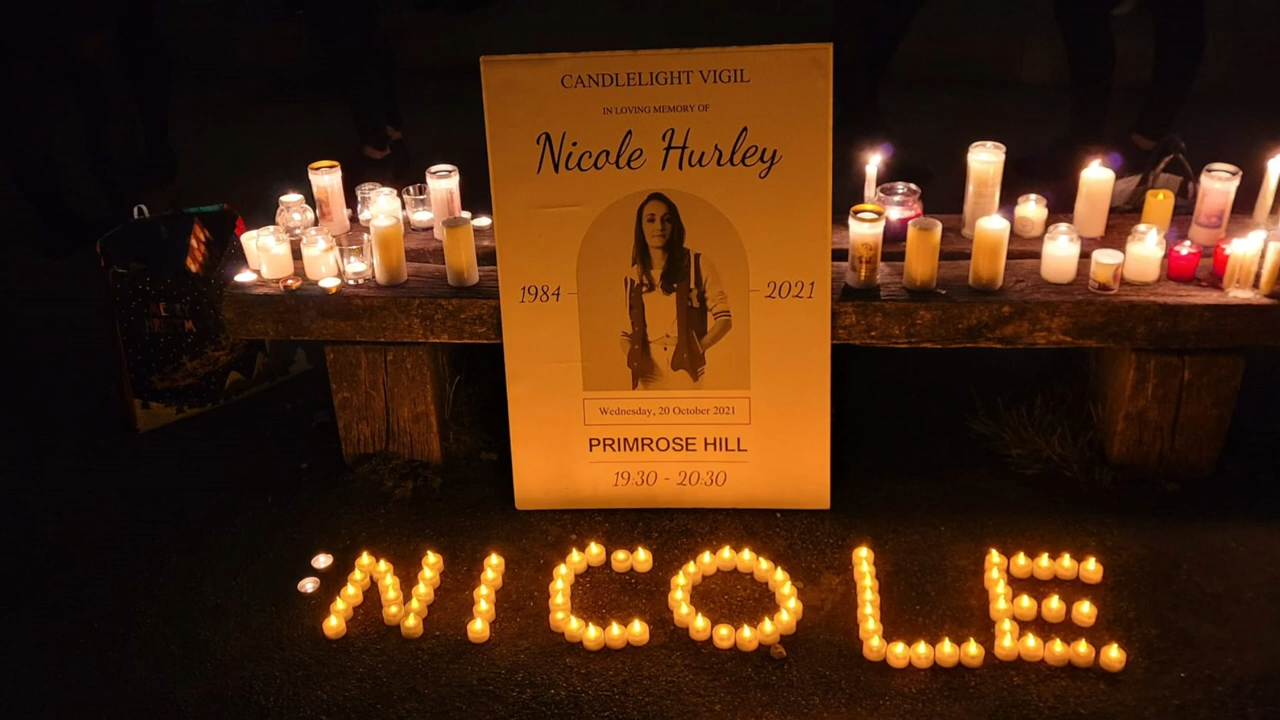 CANDLELIGHT VIGIL
IN LOVING MEMORY OF
Nicole Hurley
1984
2021
Wednesday, 20 October 2021
PRIMROSE HILL
19:30 - 20:30
NICOLE